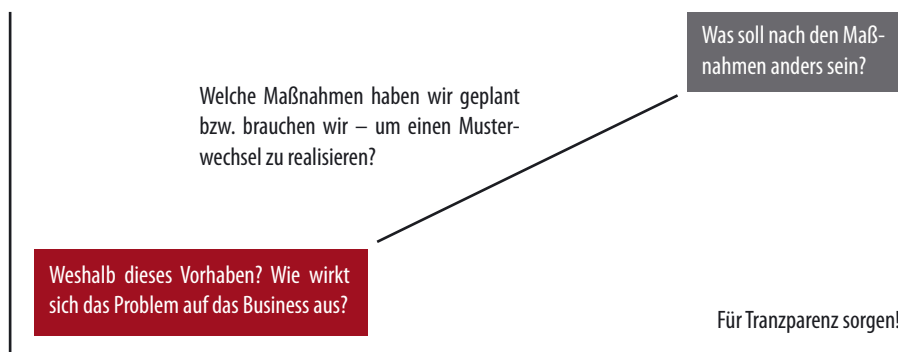 Was soll nach den Maß-
nahmen anders sein?
Welche Maßnahmen haben wir geplant
bzw. brauchen wir – um einen Muster-
wechsel zu realisieren?
Weshalb dieses Vorhaben? Wie wirkt
sich das Problem auf das Business aus?
Für Tranzparenz sorgen!